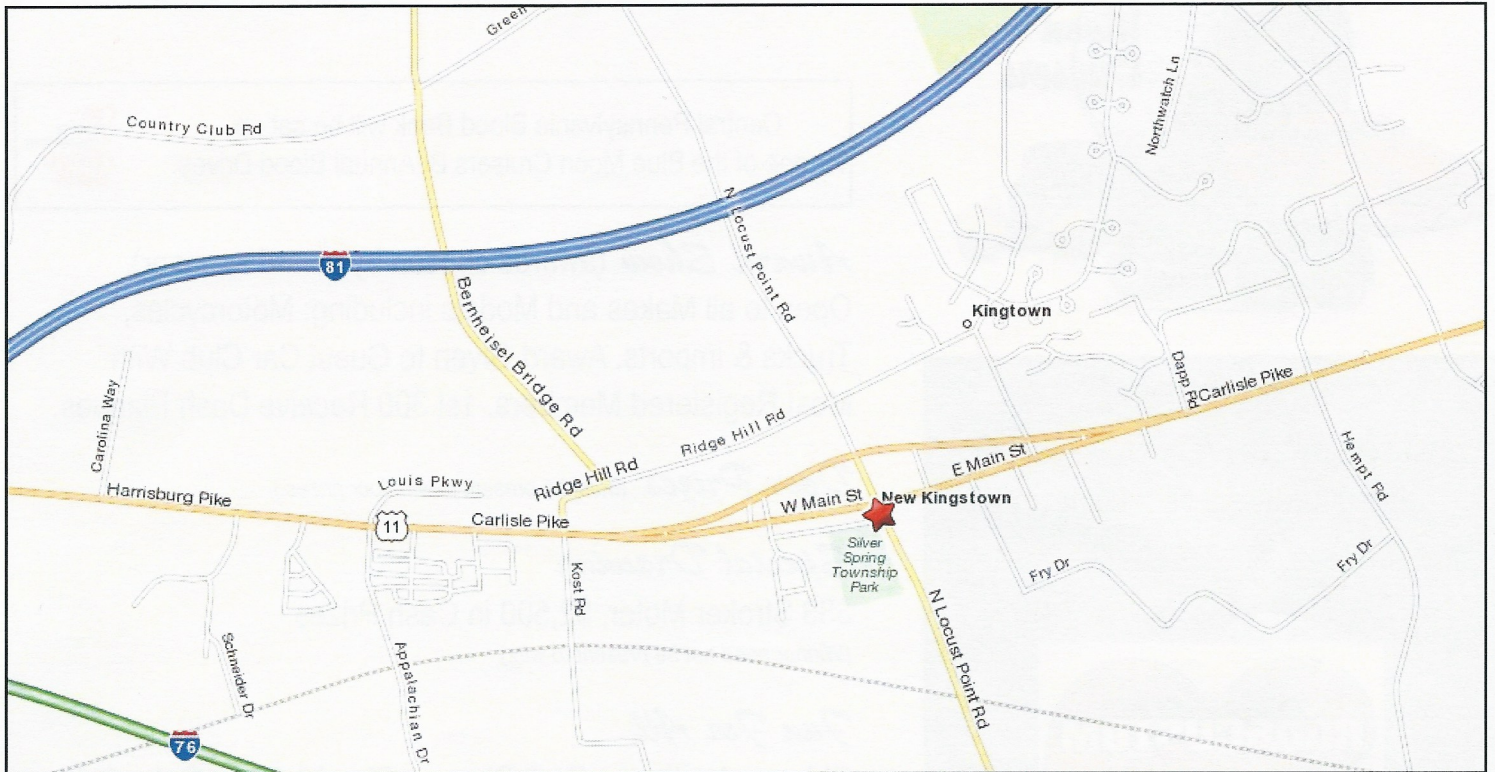 Green
Country Club Rd
Northwatch Ln
N Locust Point Rd
81
Bernheisel Bridge Rd
Kingtown
Dapp Rd
Carlisle Pike
Carolina Way
Ridge Hill Rd
Hempt Rd
Louis Pkwy
Ridge Hill Rd
E Main St
Harrisburg Pike
11
Carlisle Pike
W Main St
New Kingstown
Silver
Spring
Township
Park
Fry Dr
Fry Dr
Kost Rd
N Locust Point Rd
Schneider Dr
Appalachian Dr
76